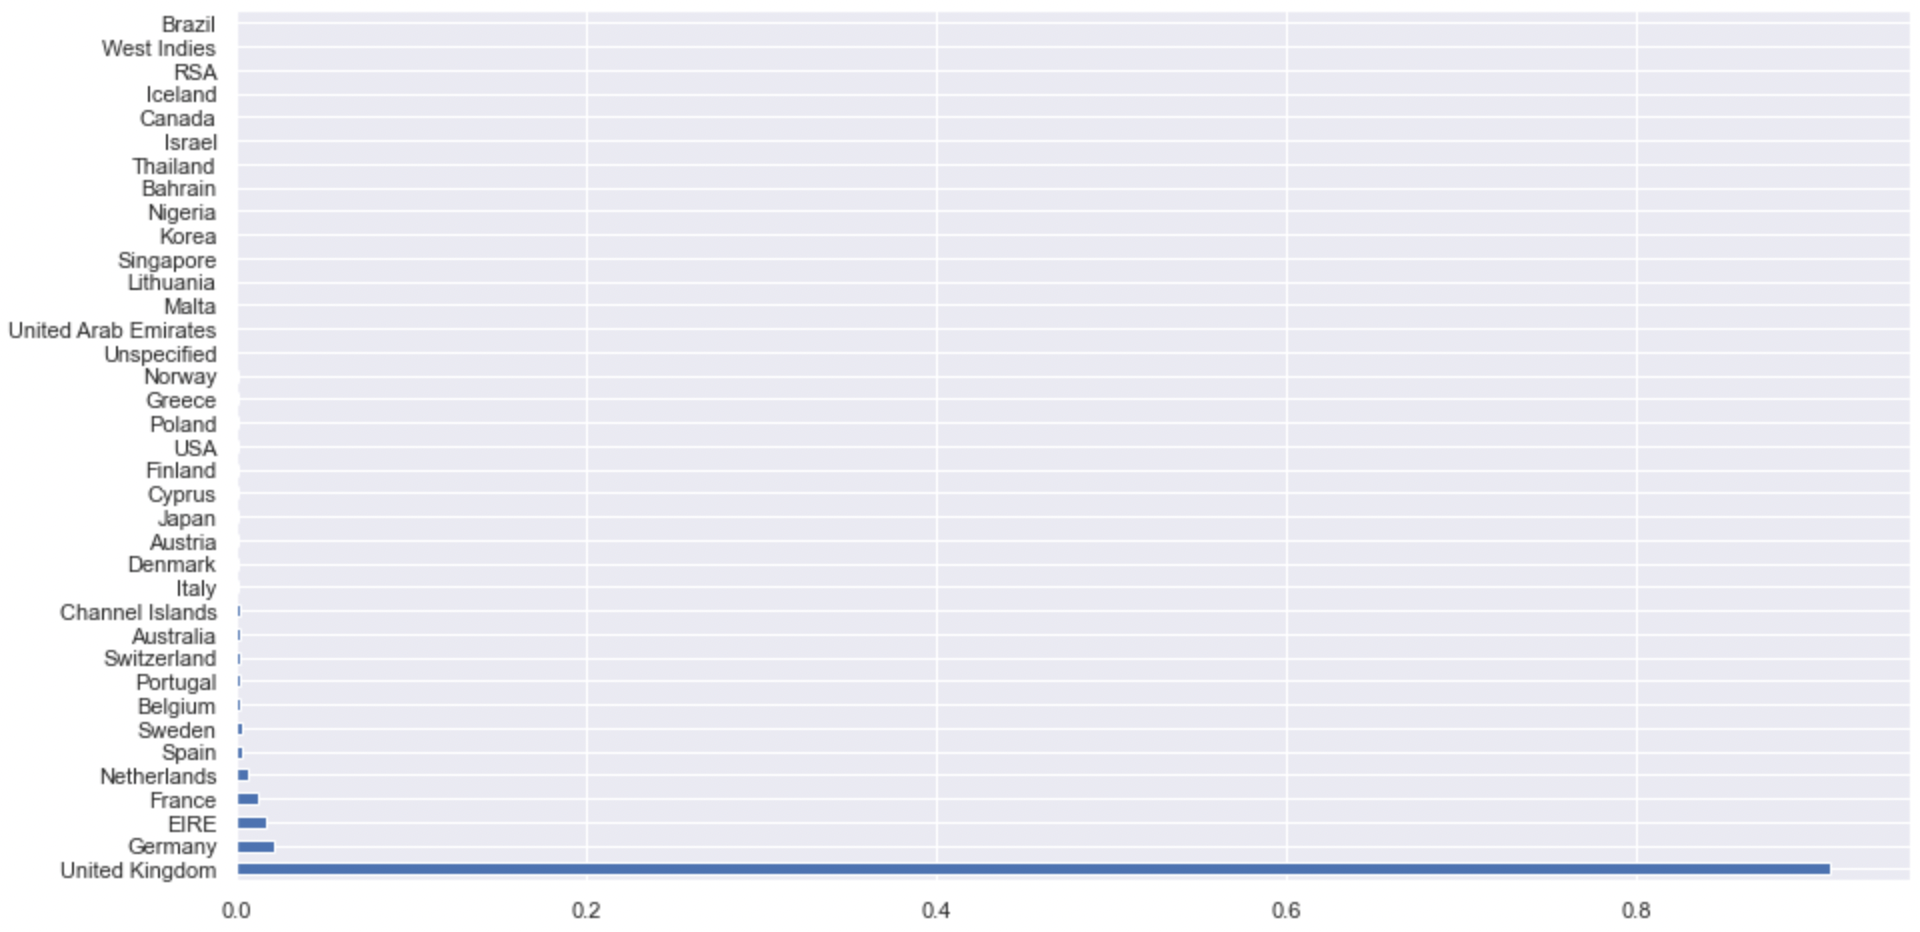 Brazil
West Indies
RSA
Iceland
Canada
Israel
Thailand
Bahrain
Nigeria
Korea
Singapore
Lithuania
Malta
United Arab Emirates
Unspecified
Norway
Greece
Poland
USA
Finland
Cyprus
Japan
Austria
Denmark
Italy
Channel Islands
Australia
Switzerland
Portugal
Belgium
Sweden
Spain
Netherlands
France
EIRE
Germany
United Kingdom
0.0 0.2 0.4 0.6 0.8